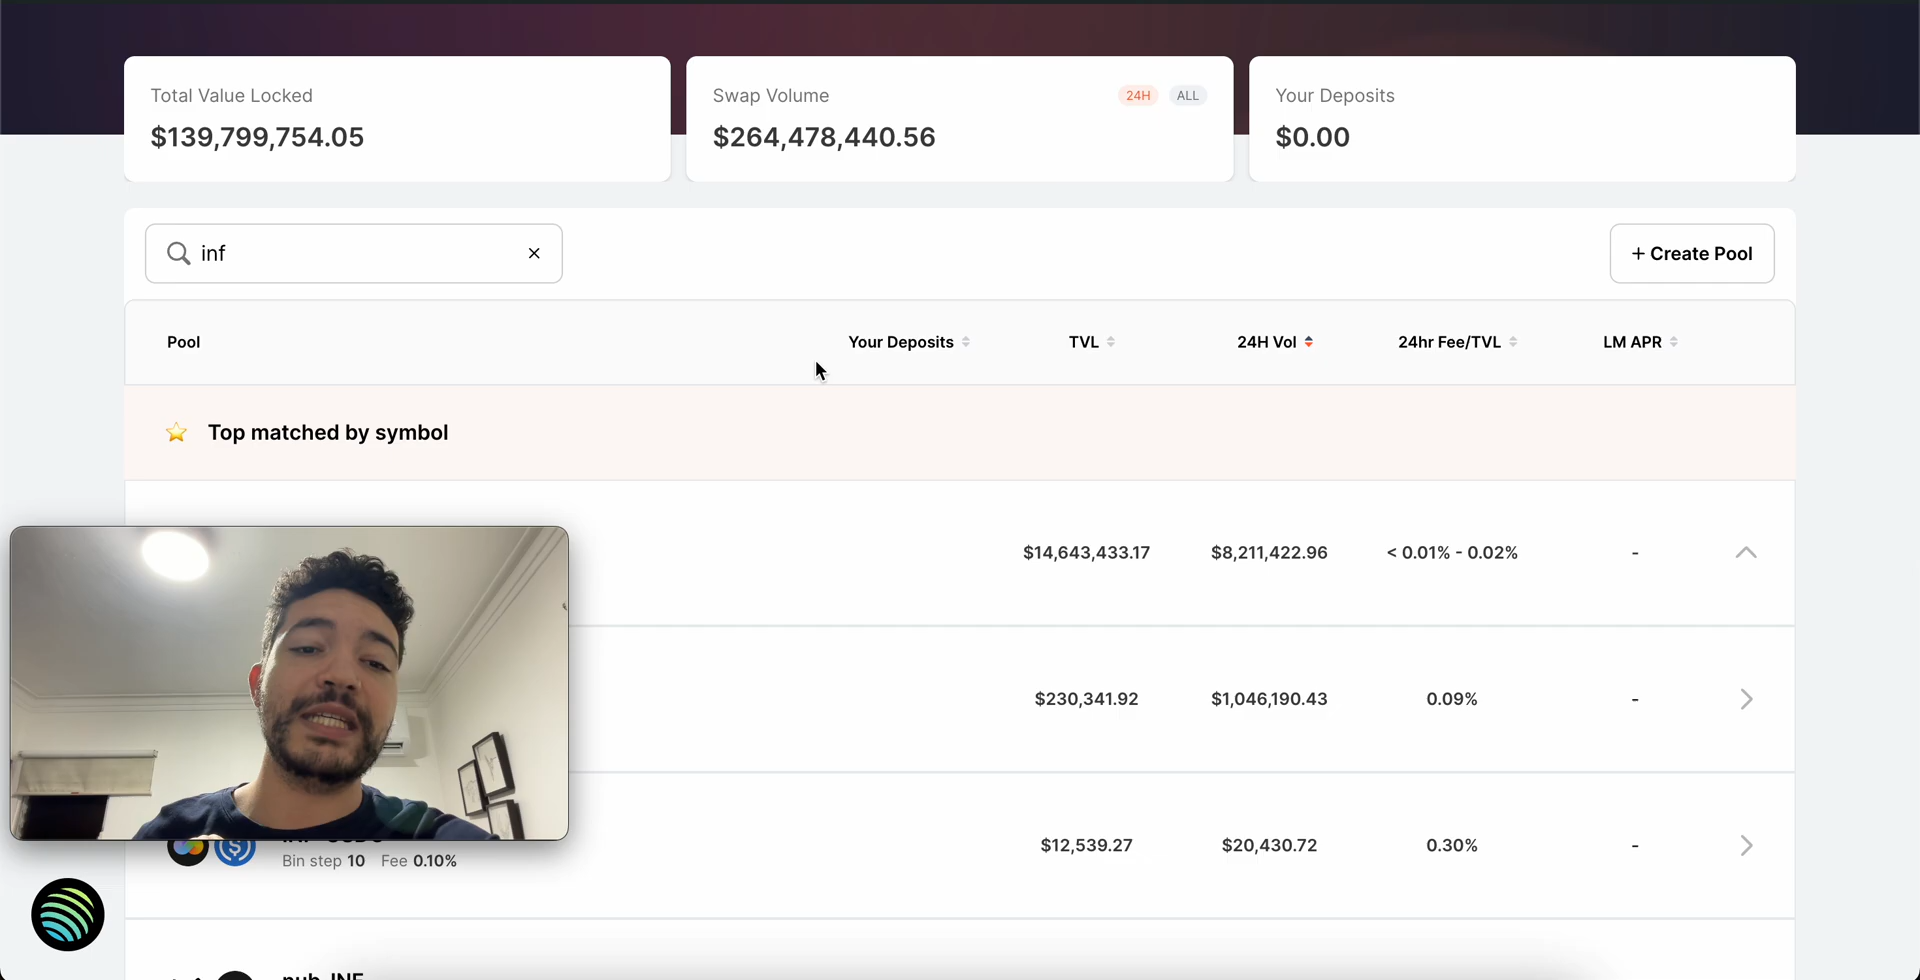 Total Value Locked
$139,799,754.05
Swap Volume
24H
ALL
$264,478,440.56
Your Deposits
$0.00
inf
+ Create Pool
Pool
Your Deposits
TVL
24H Vol
24hr Fee/TVL
LM APR
Top matched by symbol
$14,643,433.17
$8,211,422.96
< 0.01% - 0.02%
-
$230,341.92
$1,046,190.43
0.09%
-
Bin step 10 Fee 0.10%
$12,539.27
$20,430.72
0.30%
-